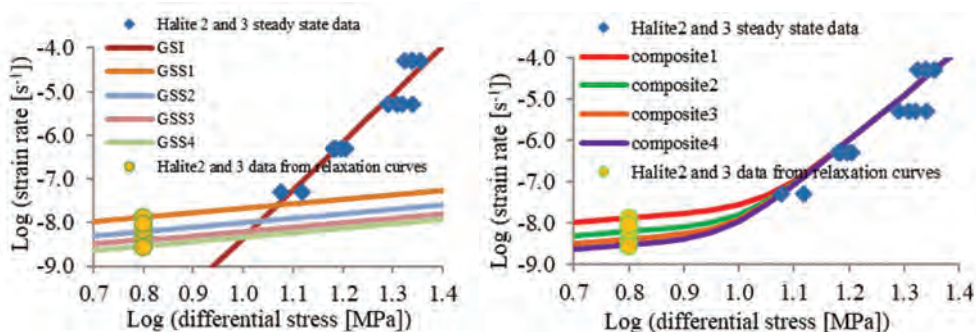 Halite 2 and 3 steady state data
GSI
GSS1
GSS2
GSS3
GSS4
Halite2 and 3 data from relaxation curves
-4.0
-5.0
-6.0
-7.0
-8.0
-9.0
Log (strain rate [s⁻¹])
0.7 0.8 0.9 1.0 1.1 1.2 1.3 1.4
Log (differential stress [MPa])
Halite 2 and 3 steady state data
composite1
composite2
composite3
composite4
Halite2 and 3 data from relaxation curves
-4.0
-5.0
-6.0
-7.0
-8.0
-9.0
Log (strain rate [s⁻¹])
0.7 0.8 0.9 1.0 1.1 1.2 1.3 1.4
Log (differential stress [MPa])